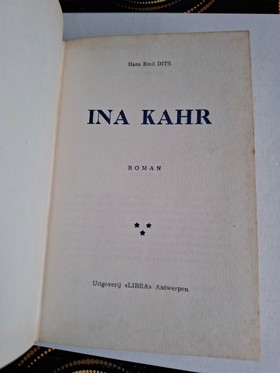 Hans Emil DITS
INA KAHR
ROMAN
Uitgeverij «LIBRA» Antwerpen